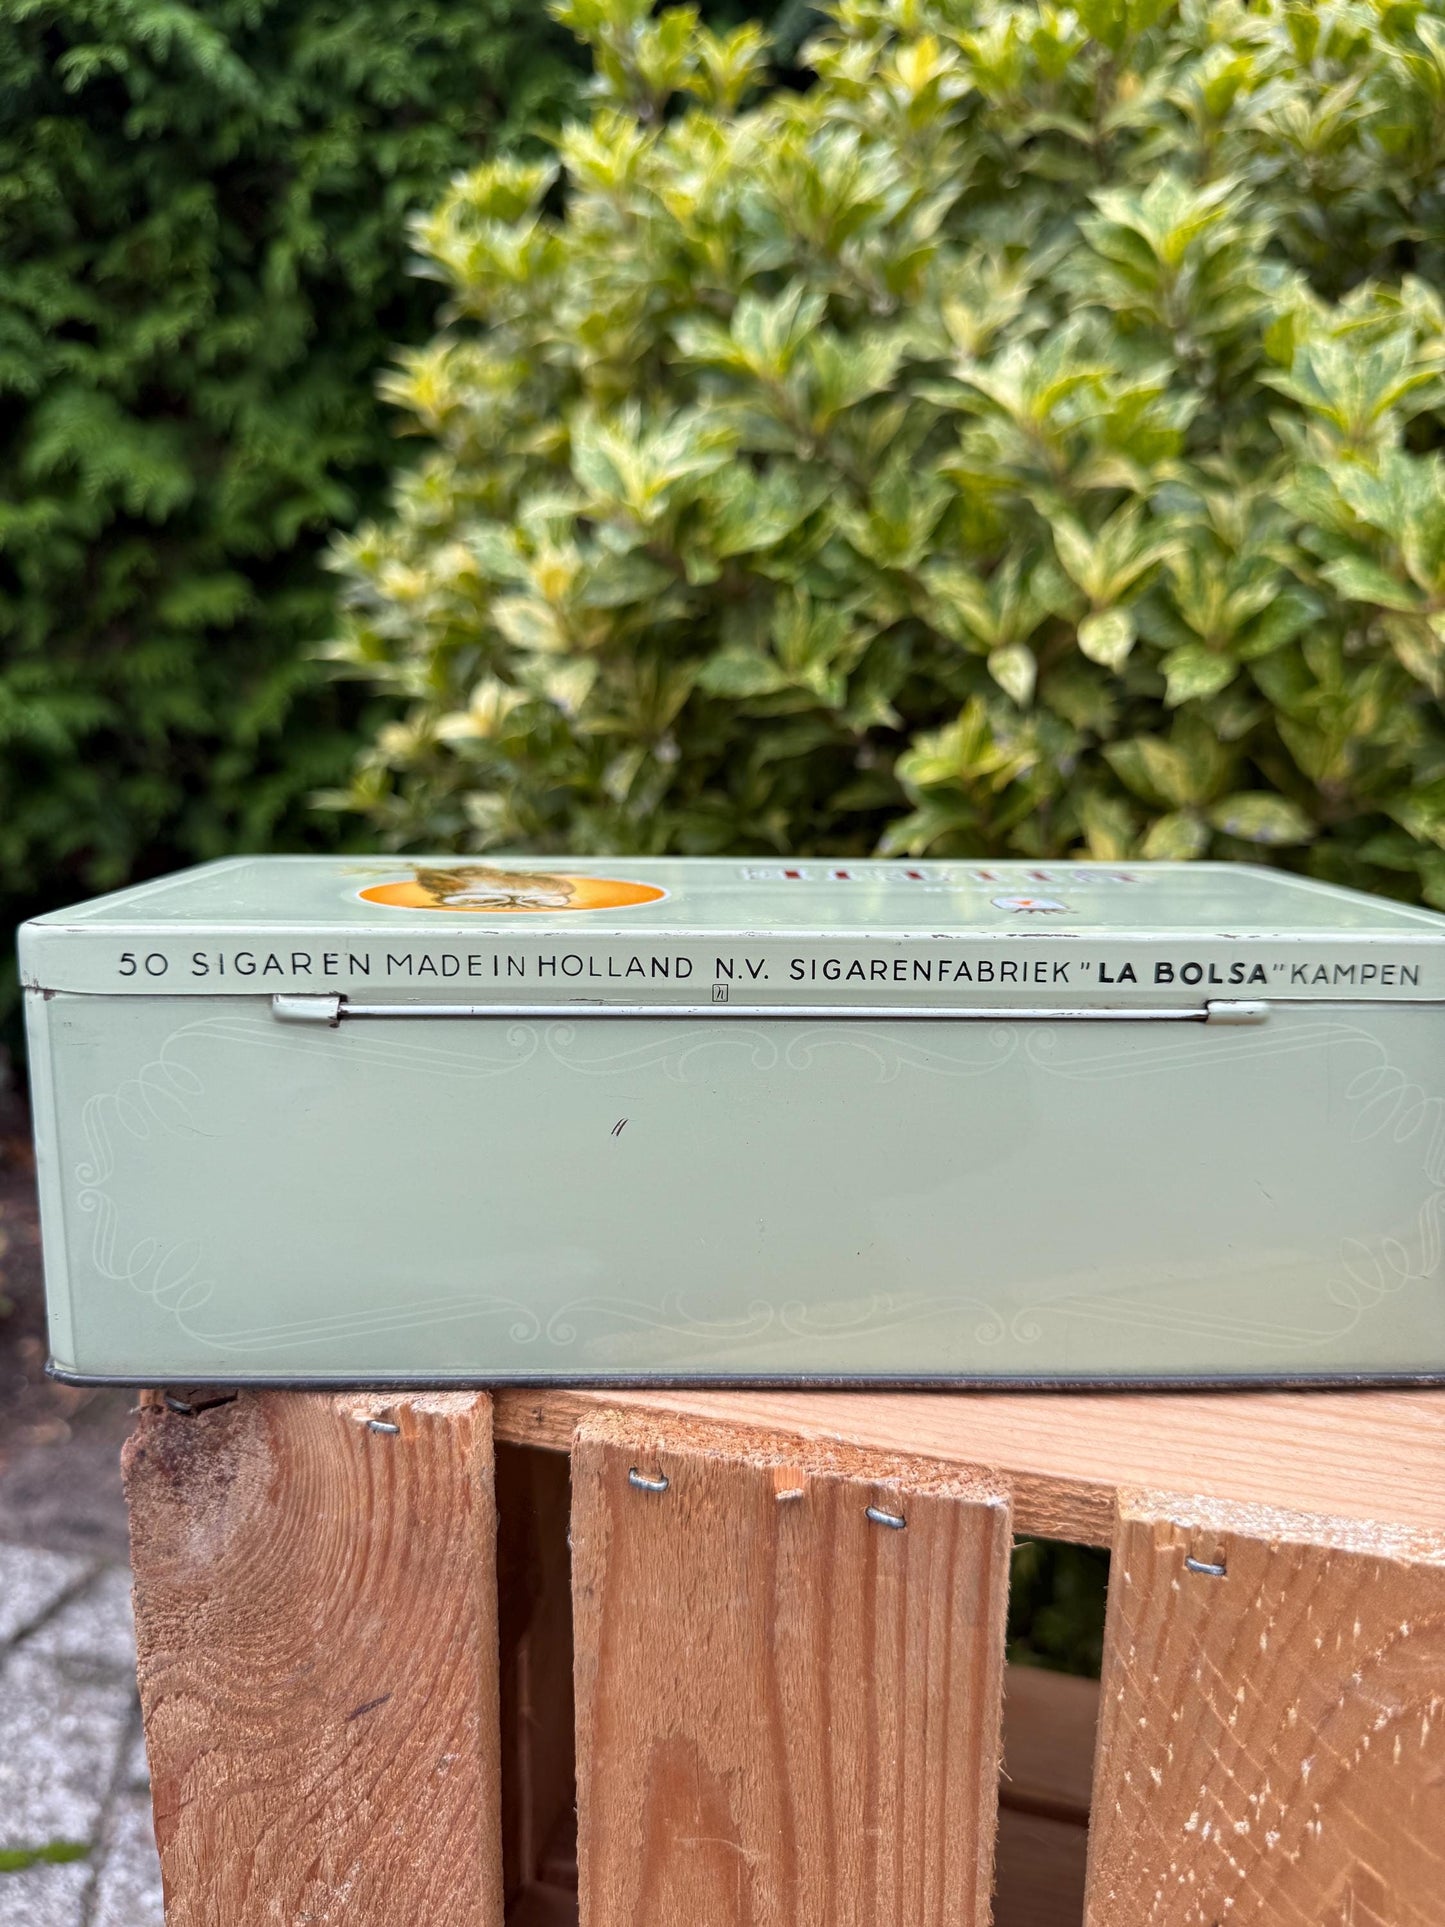 50 SIGAREN MADE IN HOLLAND N.V. SIGARENFABRIEK "LA BOLSA" KAMPEN